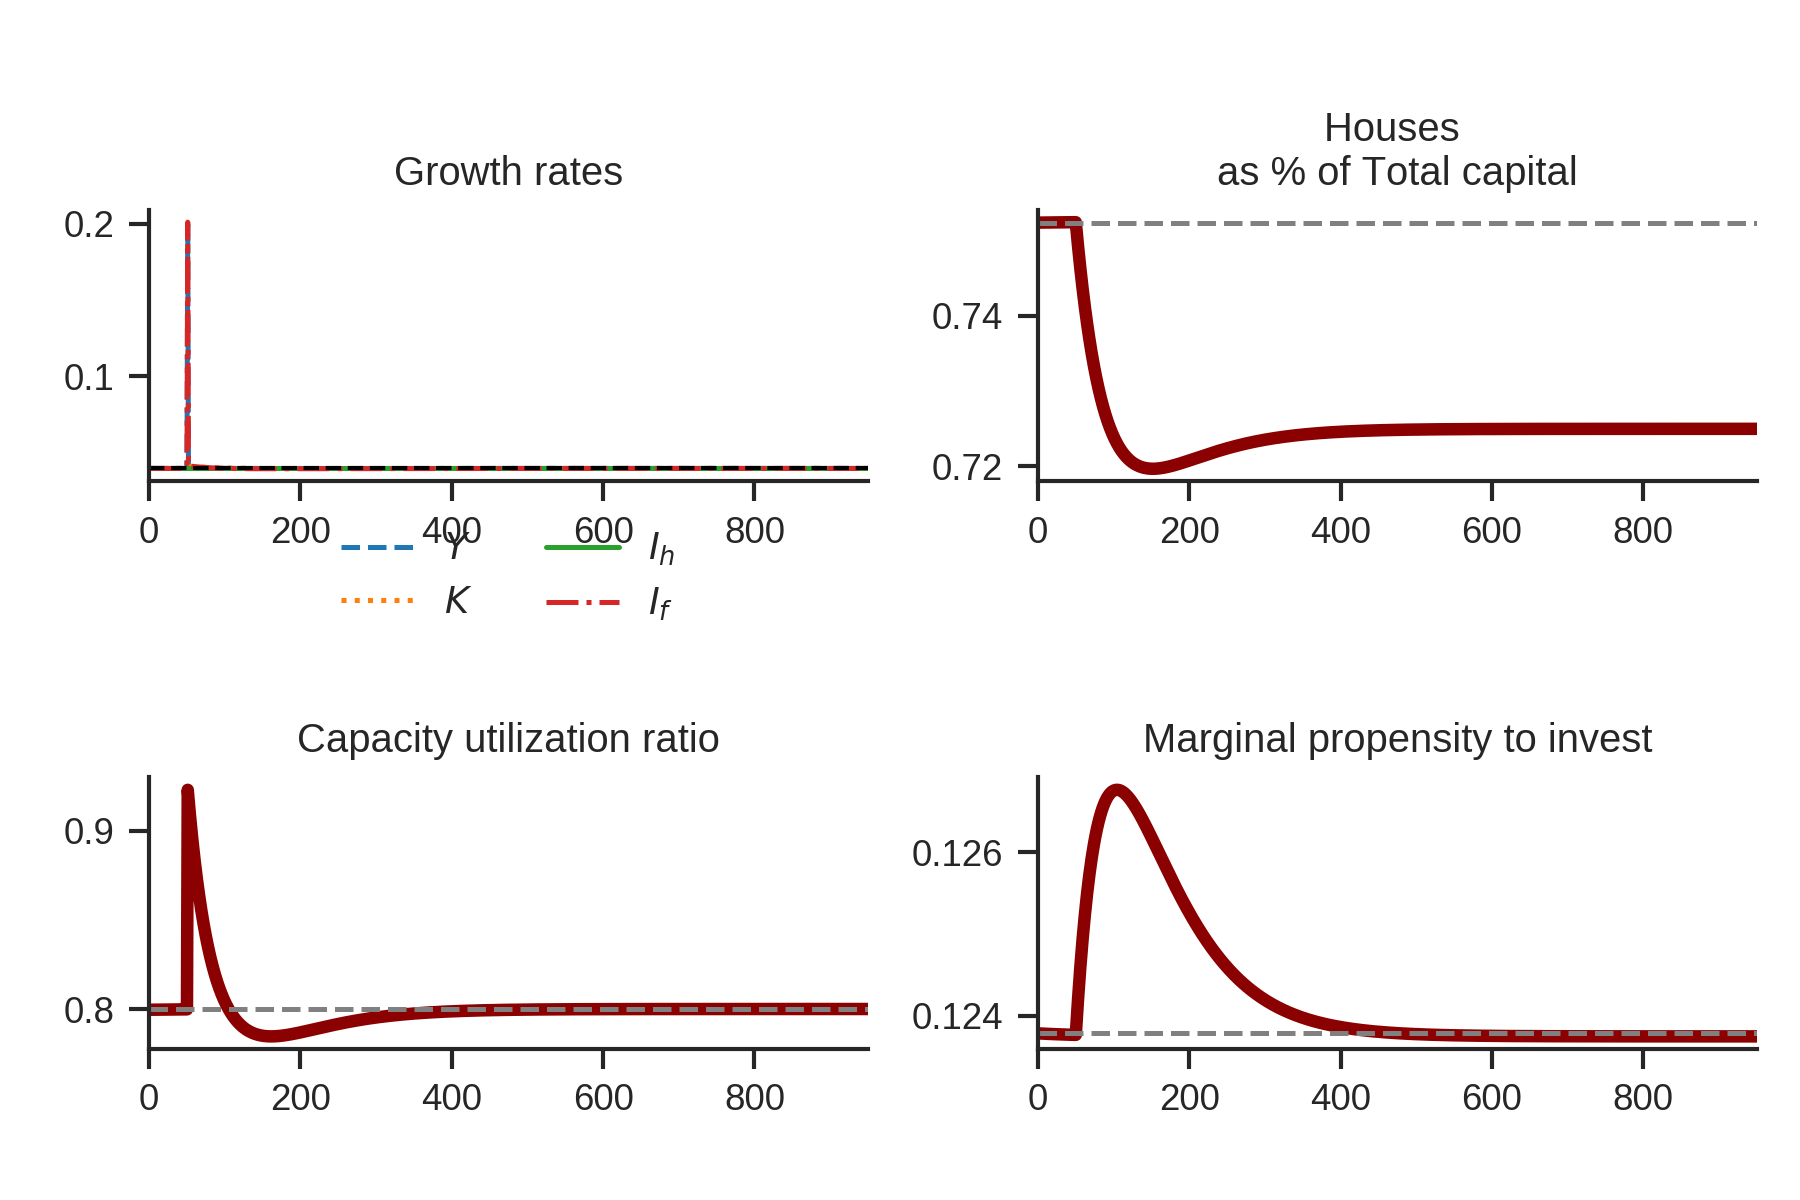 Growth rates
0.2
0.1
0 200 400 600 800
Y I_h
K I_f
Houses
as % of Total capital
0.74
0.72
0 200 400 600 800
Capacity utilization ratio
0.9
0.8
0 200 400 600 800
Marginal propensity to invest
0.126
0.124
0 200 400 600 800